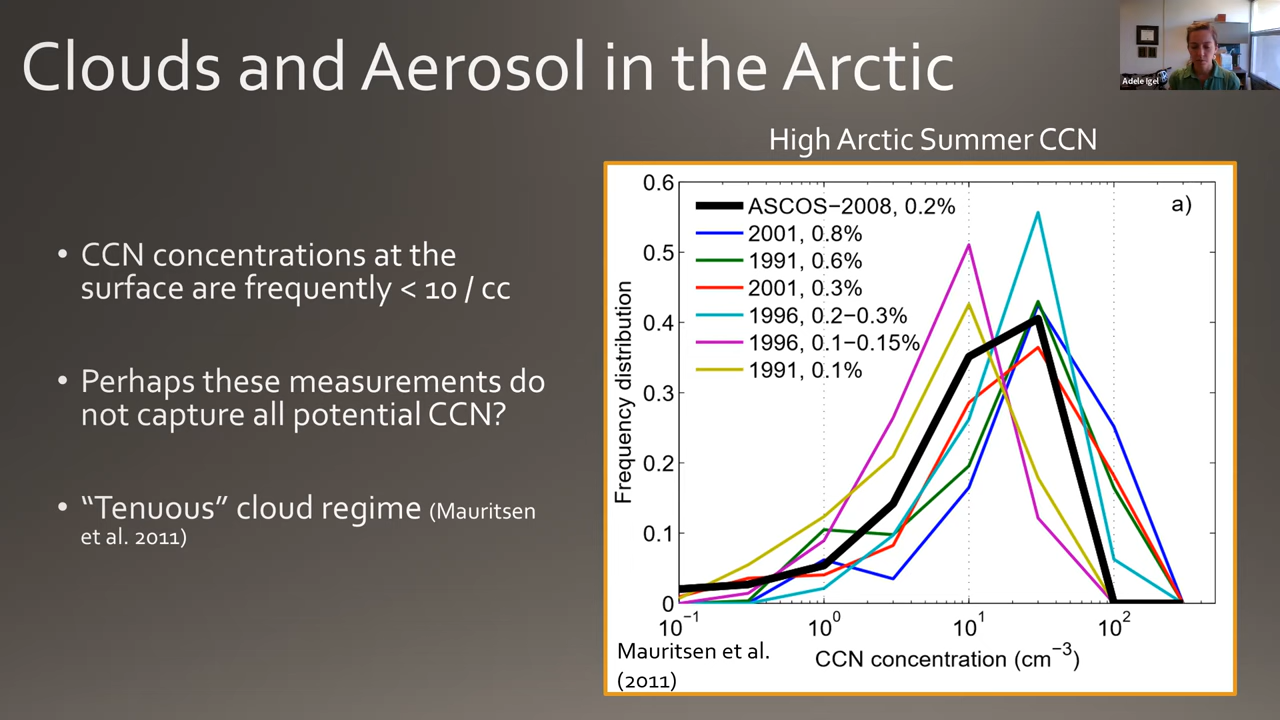 Clouds and Aerosol in the Arctic
Adele Igel
• CCN concentrations at the
surface are frequently < 10 / cc
• Perhaps these measurements do
not capture all potential CCN?
• “Tenuous” cloud regime (Mauritsen
et al. 2011)
High Arctic Summer CCN
a)
ASCOS−2008, 0.2%
2001, 0.8%
1991, 0.6%
2001, 0.3%
1996, 0.2−0.3%
1996, 0.1−0.15%
1991, 0.1%
Frequency distribution
0.6
0.5
0.4
0.3
0.2
0.1
0
10⁻¹ 10⁰ 10¹ 10²
CCN concentration (cm⁻³)
Mauritsen et al.
(2011)